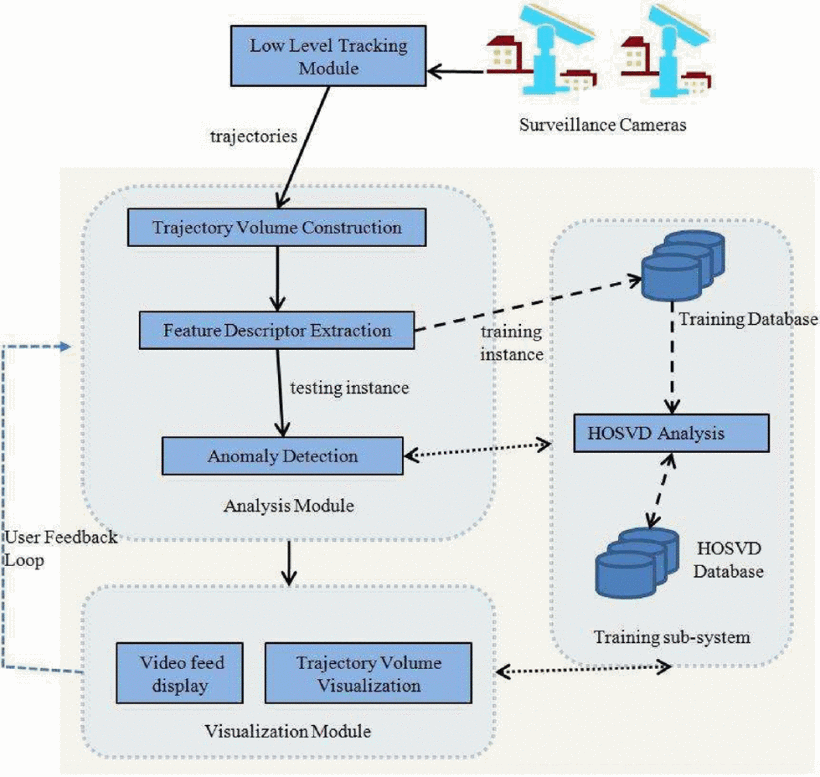 Low Level Tracking
Module
Surveillance Cameras
trajectories
Trajectory Volume Construction
Feature Descriptor Extraction
training
instance
Training Database
testing instance
HOSVD Analysis
Anomaly Detection
Analysis Module
User Feedback
Loop
HOSVD
Database
Training sub-system
Video feed
display
Trajectory Volume
Visualization
Visualization Module